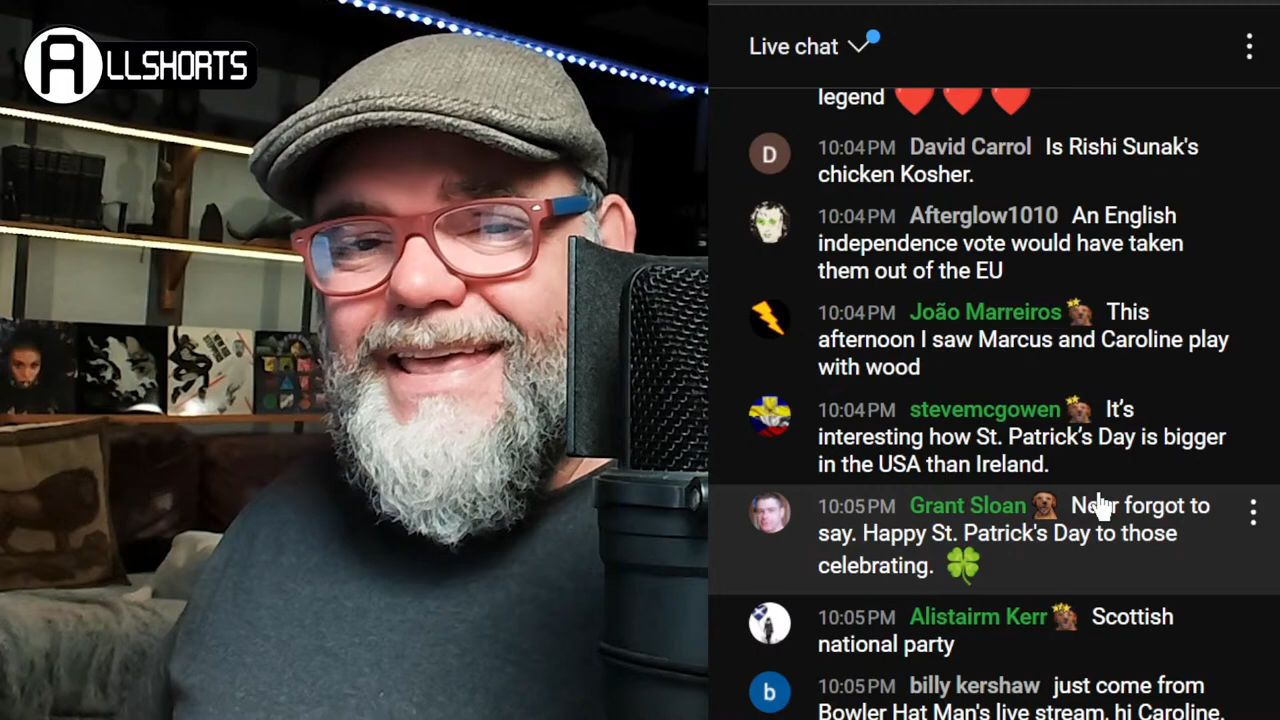 ALLSHORTS
Live chat
legend
10:04 PM David Carrol Is Rishi Sunak's
chicken Kosher.
10:04 PM Afterglow1010 An English
independence vote would have taken
them out of the EU
10:04 PM João Marreiros This
afternoon I saw Marcus and Caroline play
with wood
10:04 PM stevemcgowen It's
interesting how St. Patrick's Day is bigger
in the USA than Ireland.
10:05 PM Grant Sloan forgot to
say. Happy St. Patrick's Day to those
celebrating.
10:05 PM Alistairm Kerr Scottish
national party
D
b
10:05 PM billy kershaw just come from
Bowler Hat Man's live stream, hi Caroline,